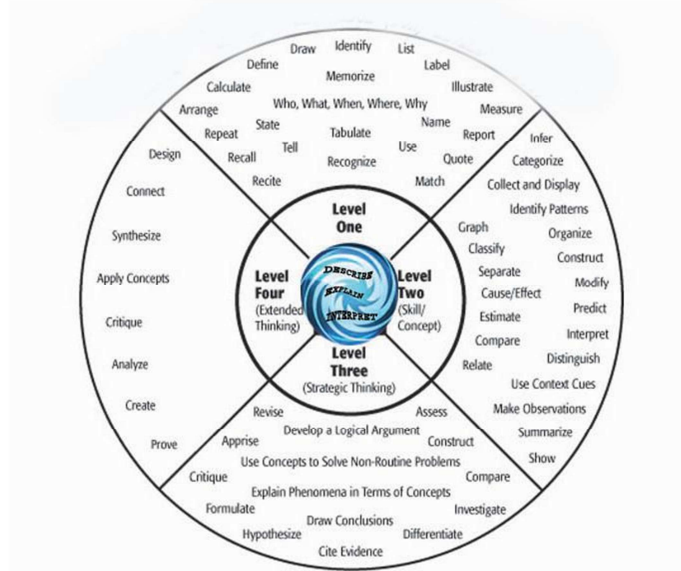 Draw
Identify
List
Define
Memorize
Label
Calculate
Illustrate
Arrange
Who, What, When, Where, Why
Measure
Repeat
State
Tabulate
Name
Report
Recall
Tell
Recognize
Use
Quote
Recite
Match
Level
One
Infer
Categorize
Collect and Display
Identify Patterns
Graph
Organize
Classify
Construct
Separate
Modify
Cause/Effect
Predict
Estimate
Interpret
Compare
Distinguish
Relate
Use Context Cues
Make Observations
Summarize
Show
Level
Two
(Skill/
Concept)
DESCRIBE
EXPLAIN
INTERPRET
Level
Three
(Strategic Thinking)
Revise
Assess
Develop a Logical Argument
Apprise
Construct
Use Concepts to Solve Non-Routine Problems
Critique
Compare
Explain Phenomena in Terms of Concepts
Formulate
Investigate
Draw Conclusions
Hypothesize
Differentiate
Cite Evidence
Level
Four
(Extended
Thinking)
Design
Connect
Synthesize
Apply Concepts
Critique
Analyze
Create
Prove